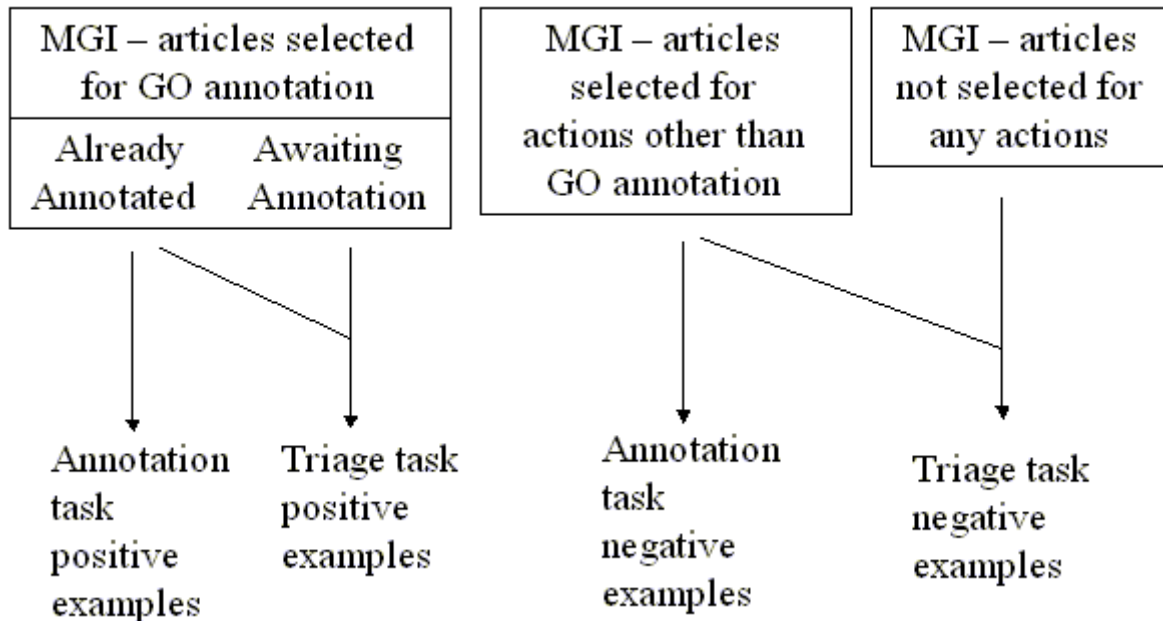 MGI – articles selected
for GO annotation
Already
Annotated
Awaiting
Annotation
MGI – articles
selected for
actions other than
GO annotation
MGI – articles
not selected for
any actions
Annotation
task
positive
examples
Triage task
positive
examples
Annotation
task
negative
examples
Triage task
negative
examples